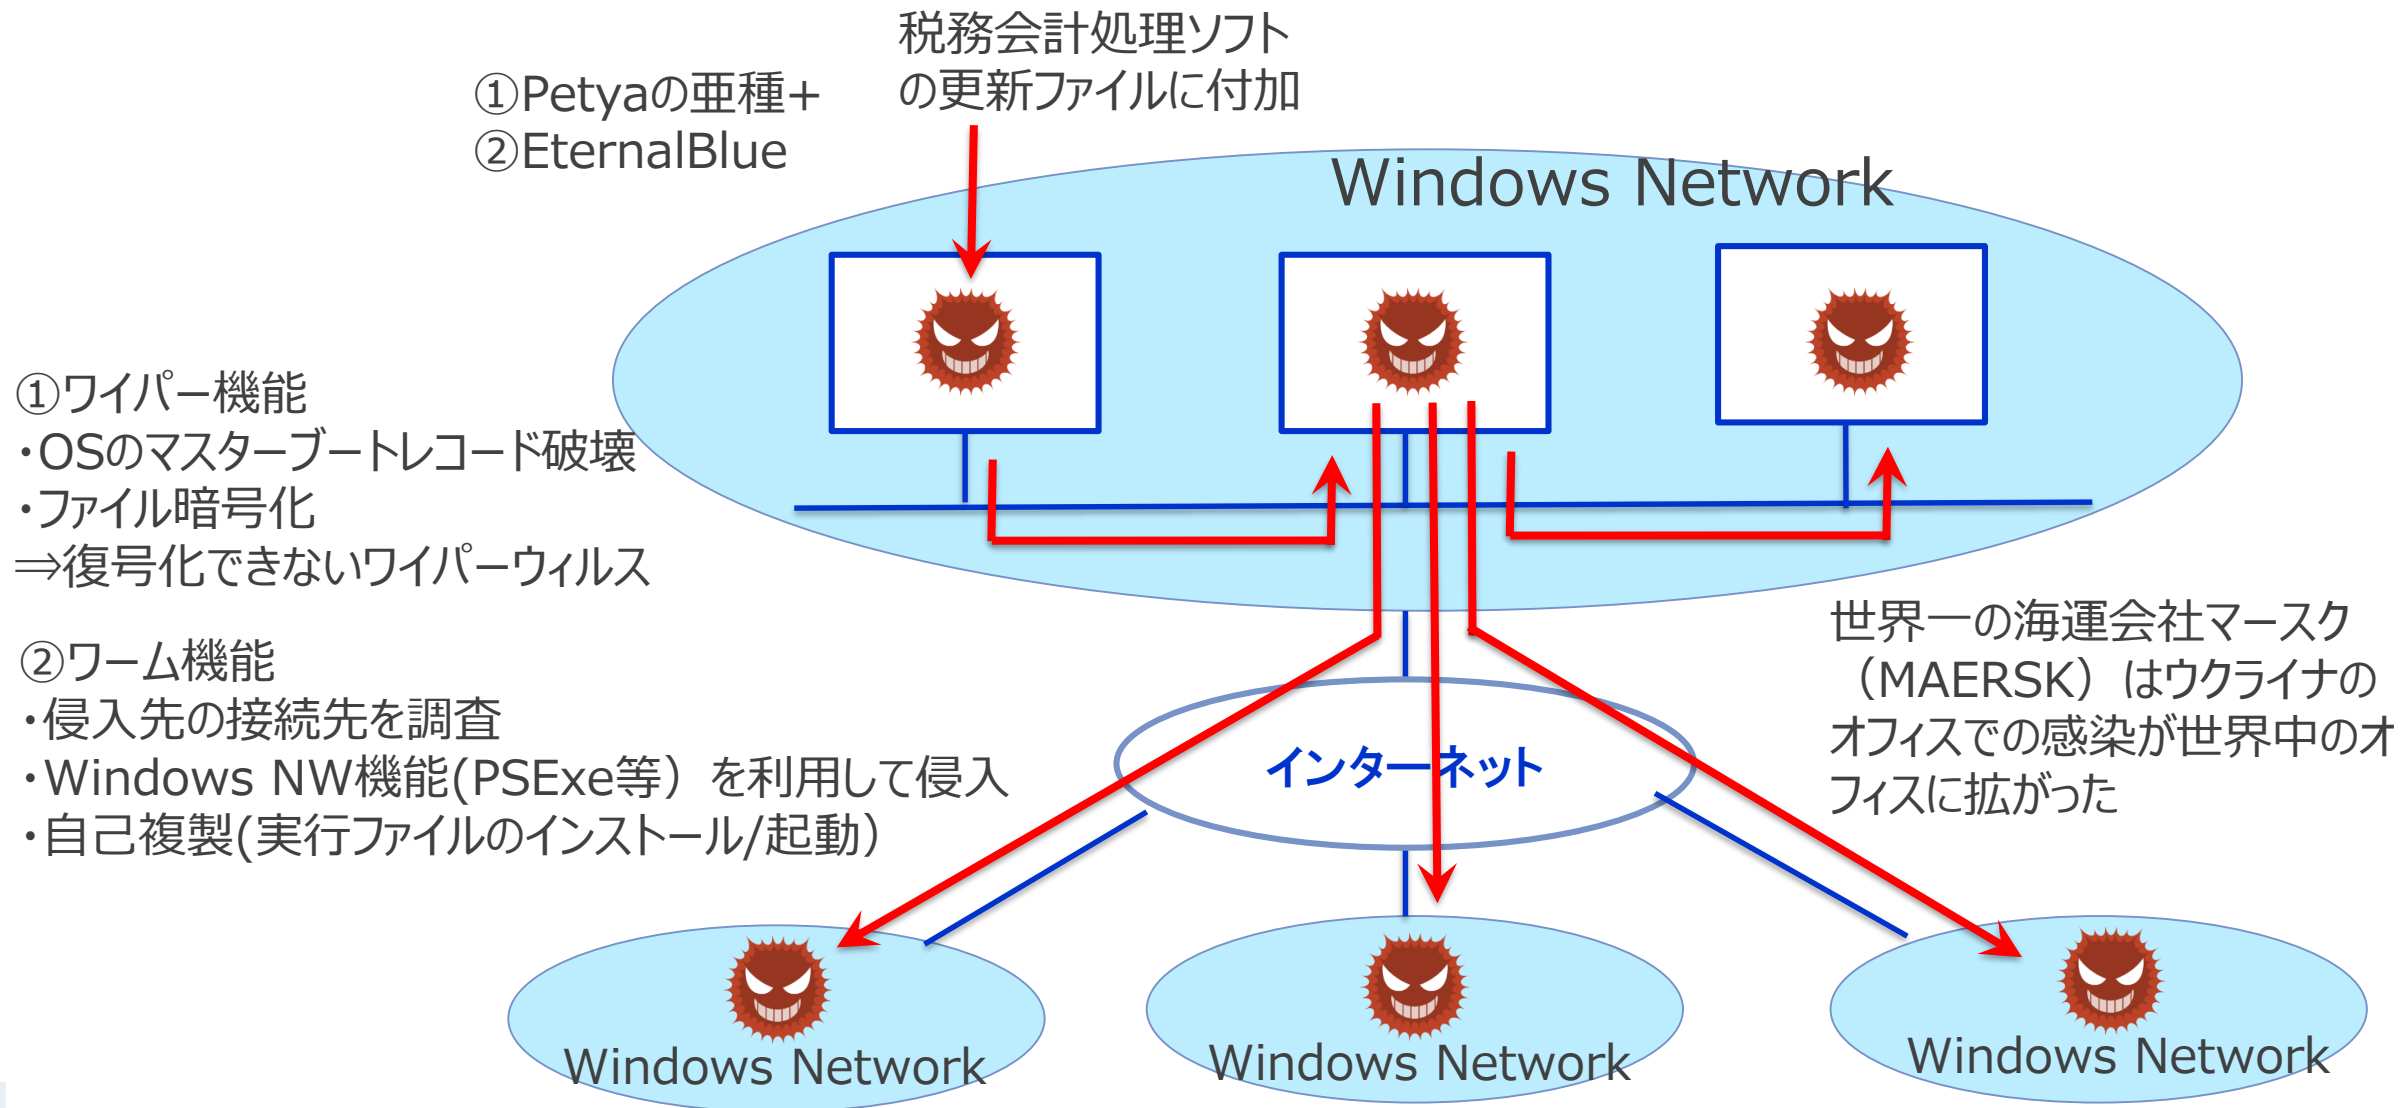 税務会計処理ソフト
の更新ファイルに付加
①Petyaの亜種+
②EternalBlue
Windows Network
①ワイパー機能
・OSのマスターブートレコード破壊
・ファイル暗号化
⇒復号化できないワイパーウィルス
②ワーム機能
・侵入先の接続先を調査
・Windows NW機能(PSExe等）を利用して侵入
・自己複製(実行ファイルのインストール/起動）
世界一の海運会社マースク
（MAERSK）はウクライナの
オフィスでの感染が世界中のオ
フィスに拡がった
インターネット
Windows Network
Windows Network
Windows Network